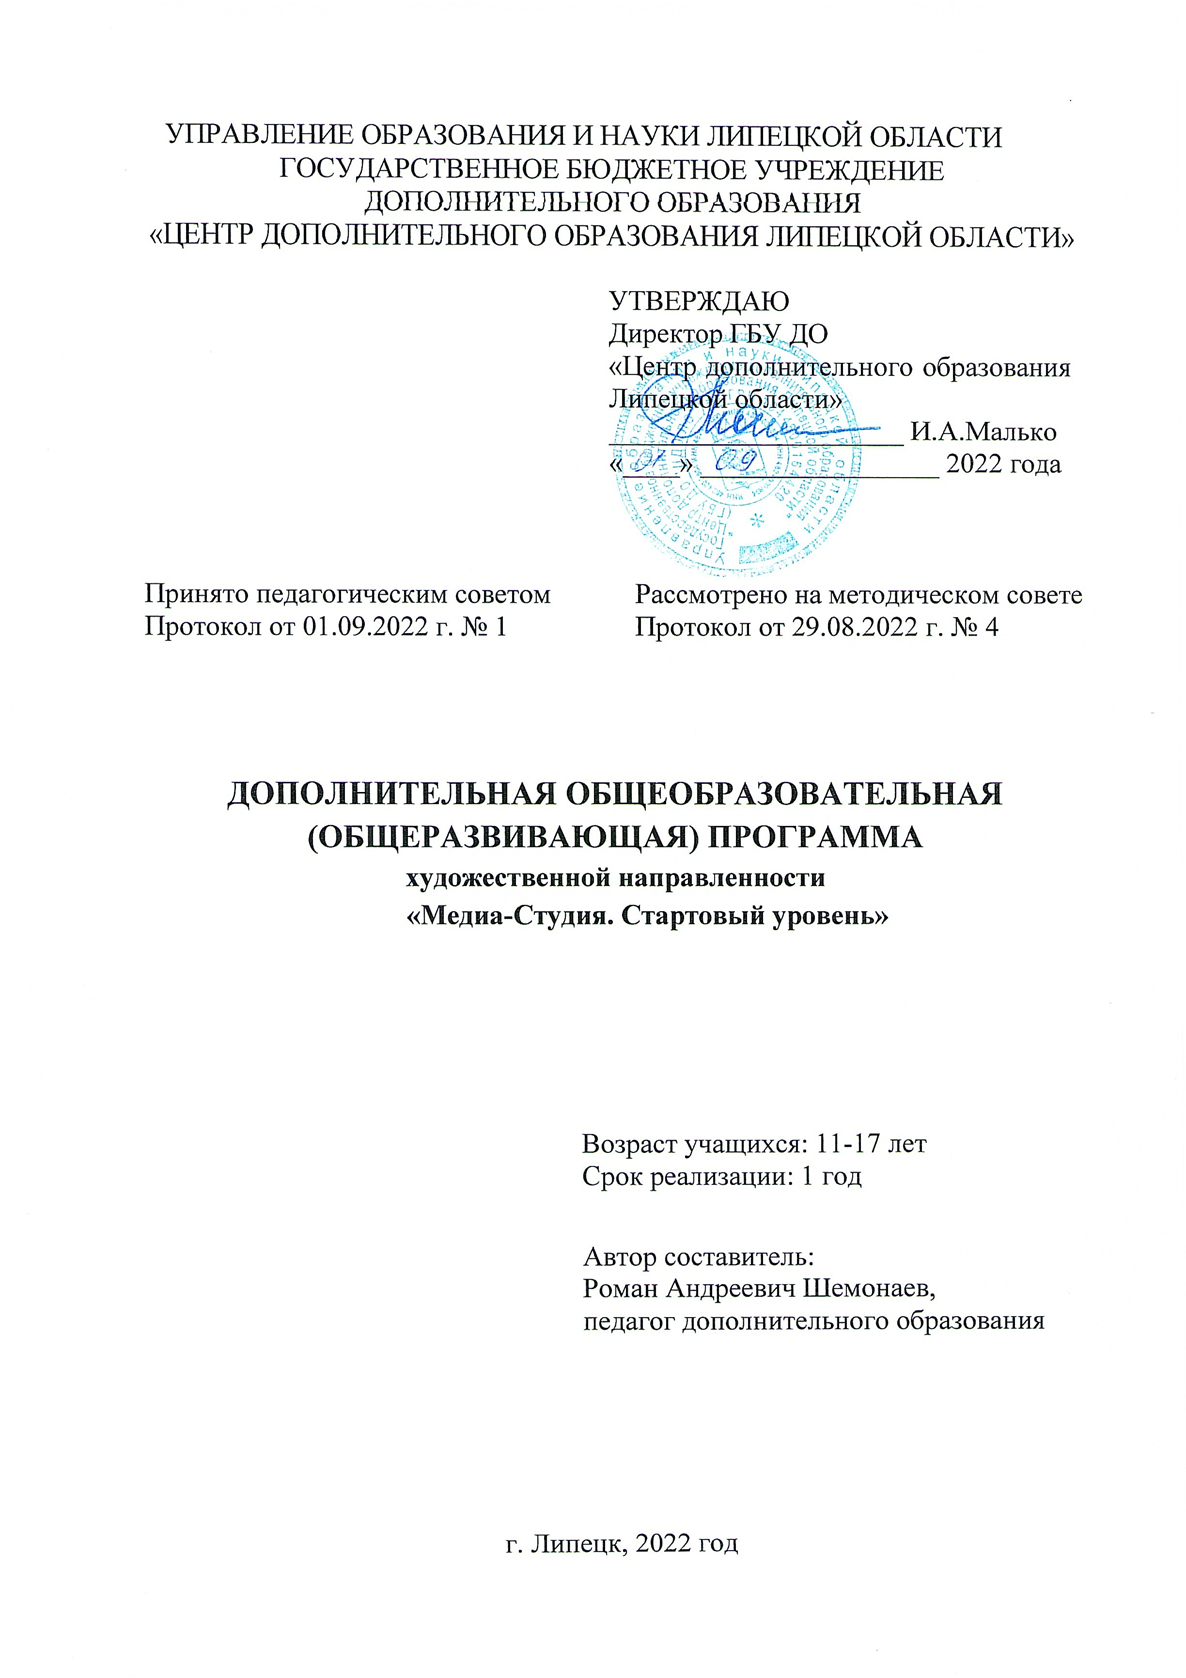 УПРАВЛЕНИЕ ОБРАЗОВАНИЯ И НАУКИ ЛИПЕЦКОЙ ОБЛАСТИ
ГОСУДАРСТВЕННОЕ БЮДЖЕТНОЕ УЧРЕЖДЕНИЕ
ДОПОЛНИТЕЛЬНОГО ОБРАЗОВАНИЯ
«ЦЕНТР ДОПОЛНИТЕЛЬНОГО ОБРАЗОВАНИЯ ЛИПЕЦКОЙ ОБЛАСТИ»
УТВЕРЖДАЮ
Директор ГБУ ДО
«Центр дополнительного образования
Липецкой области»
И.А.Малько
«01» 09 2022 года
Принято педагогическим советом
Протокол от 01.09.2022 г. № 1
Рассмотрено на методическом совете
Протокол от 29.08.2022 г. № 4
ДОПОЛНИТЕЛЬНАЯ ОБЩЕОБРАЗОВАТЕЛЬНАЯ
(ОБЩЕРАЗВИВАЮЩАЯ) ПРОГРАММА
художественной направленности
«Медиа-Студия. Стартовый уровень»
Возраст учащихся: 11-17 лет
Срок реализации: 1 год
Автор составитель:
Роман Андреевич Шемонаев,
педагог дополнительного образования
г. Липецк, 2022 год